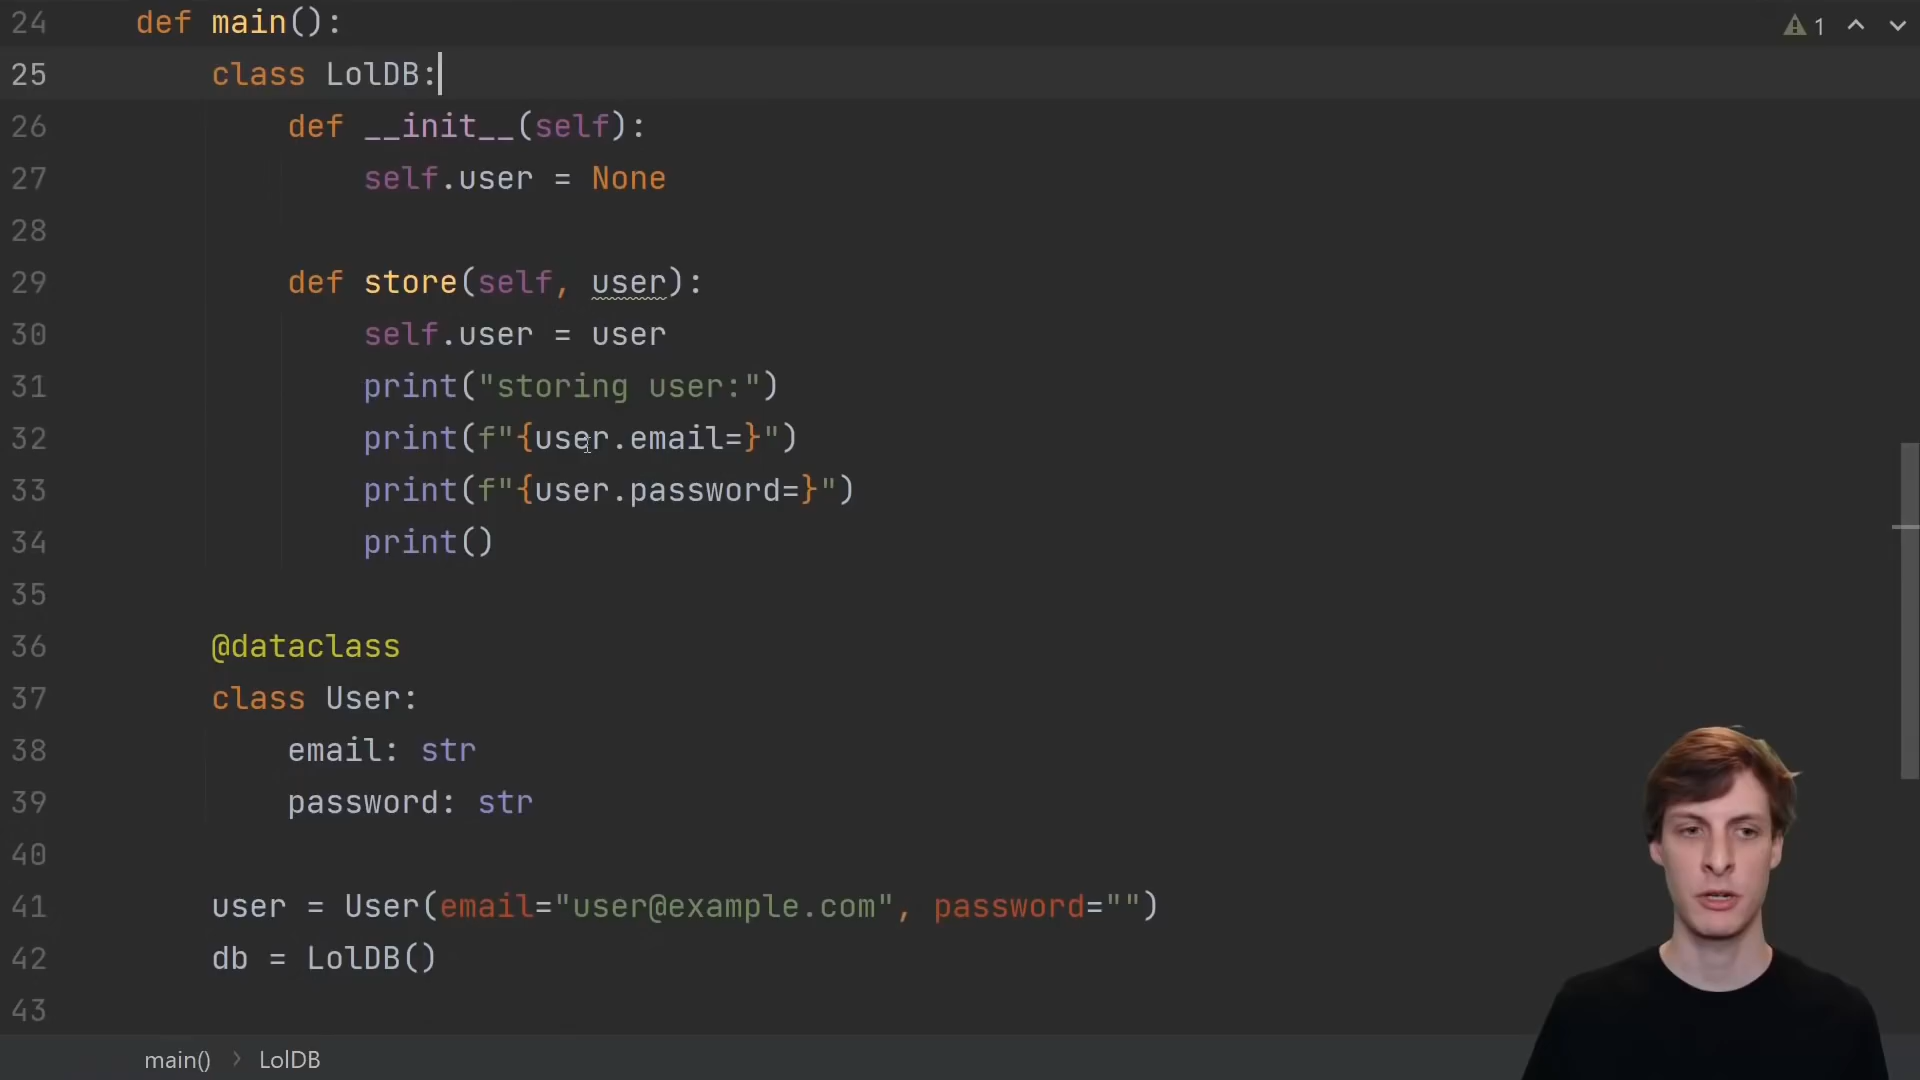 24 def main():
25 class LolDB:
26 def __init__(self):
27 self.user = None
28
29 def store(self, user):
30 self.user = user
31 print("storing user:")
32 print(f"{user.email=}")
33 print(f"{user.password=}")
34 print()
35
36 @dataclass
37 class User:
38 email: str
39 password: str
40
41 user = User(email="user@example.com", password="")
42 db = LolDB()
43
1
main() > LolDB